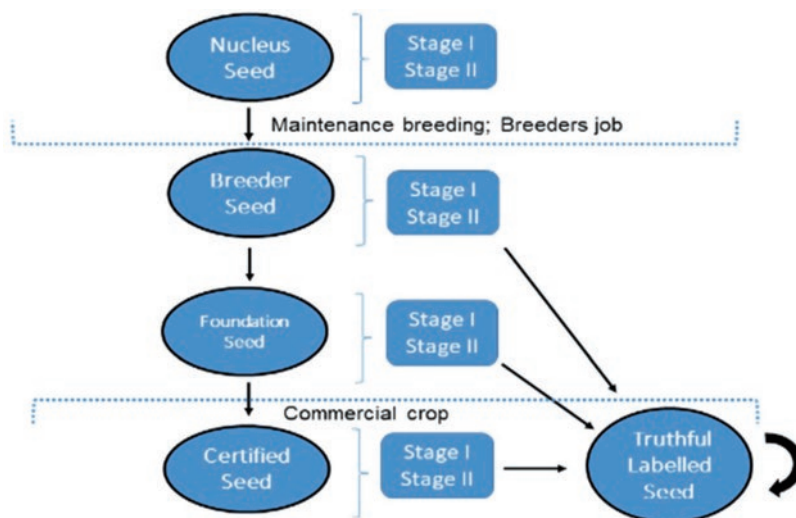 Nucleus
Seed
Stage I
Stage II
Maintenance breeding; Breeders job
Breeder
Seed
Stage I
Stage II
Foundation
Seed
Stage I
Stage II
Commercial crop
Certified
Seed
Stage I
Stage II
Truthful
Labelled
Seed